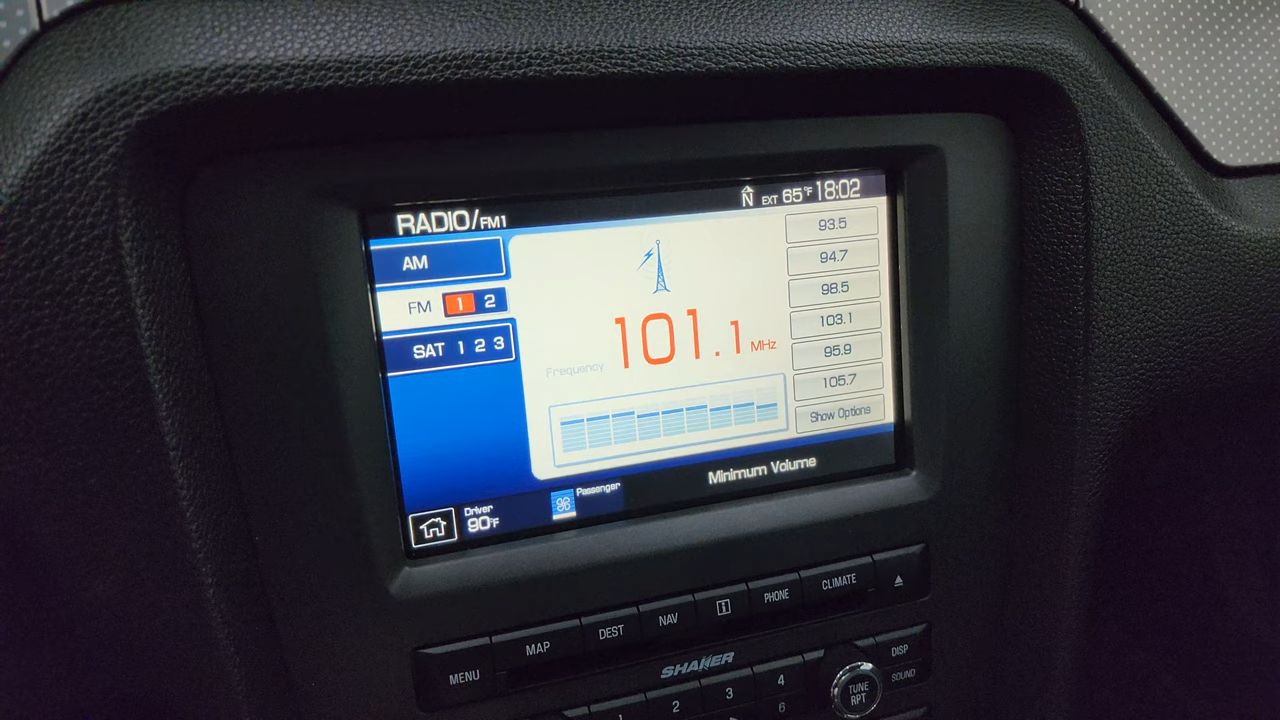 RADIO/FM1
N EXT 65°F 18:02
AM
FM 1 2
SAT 1 2 3
Frequency 101.1 MHz
93.5
94.7
98.5
103.1
95.9
105.7
Show Options
Minimum Volume
Driver
90°F
Passenger
MENU MAP DEST NAV i PHONE CLIMATE
SHAKER
1 2 3 4
6
TUNE
RPT
DISP
SOUND